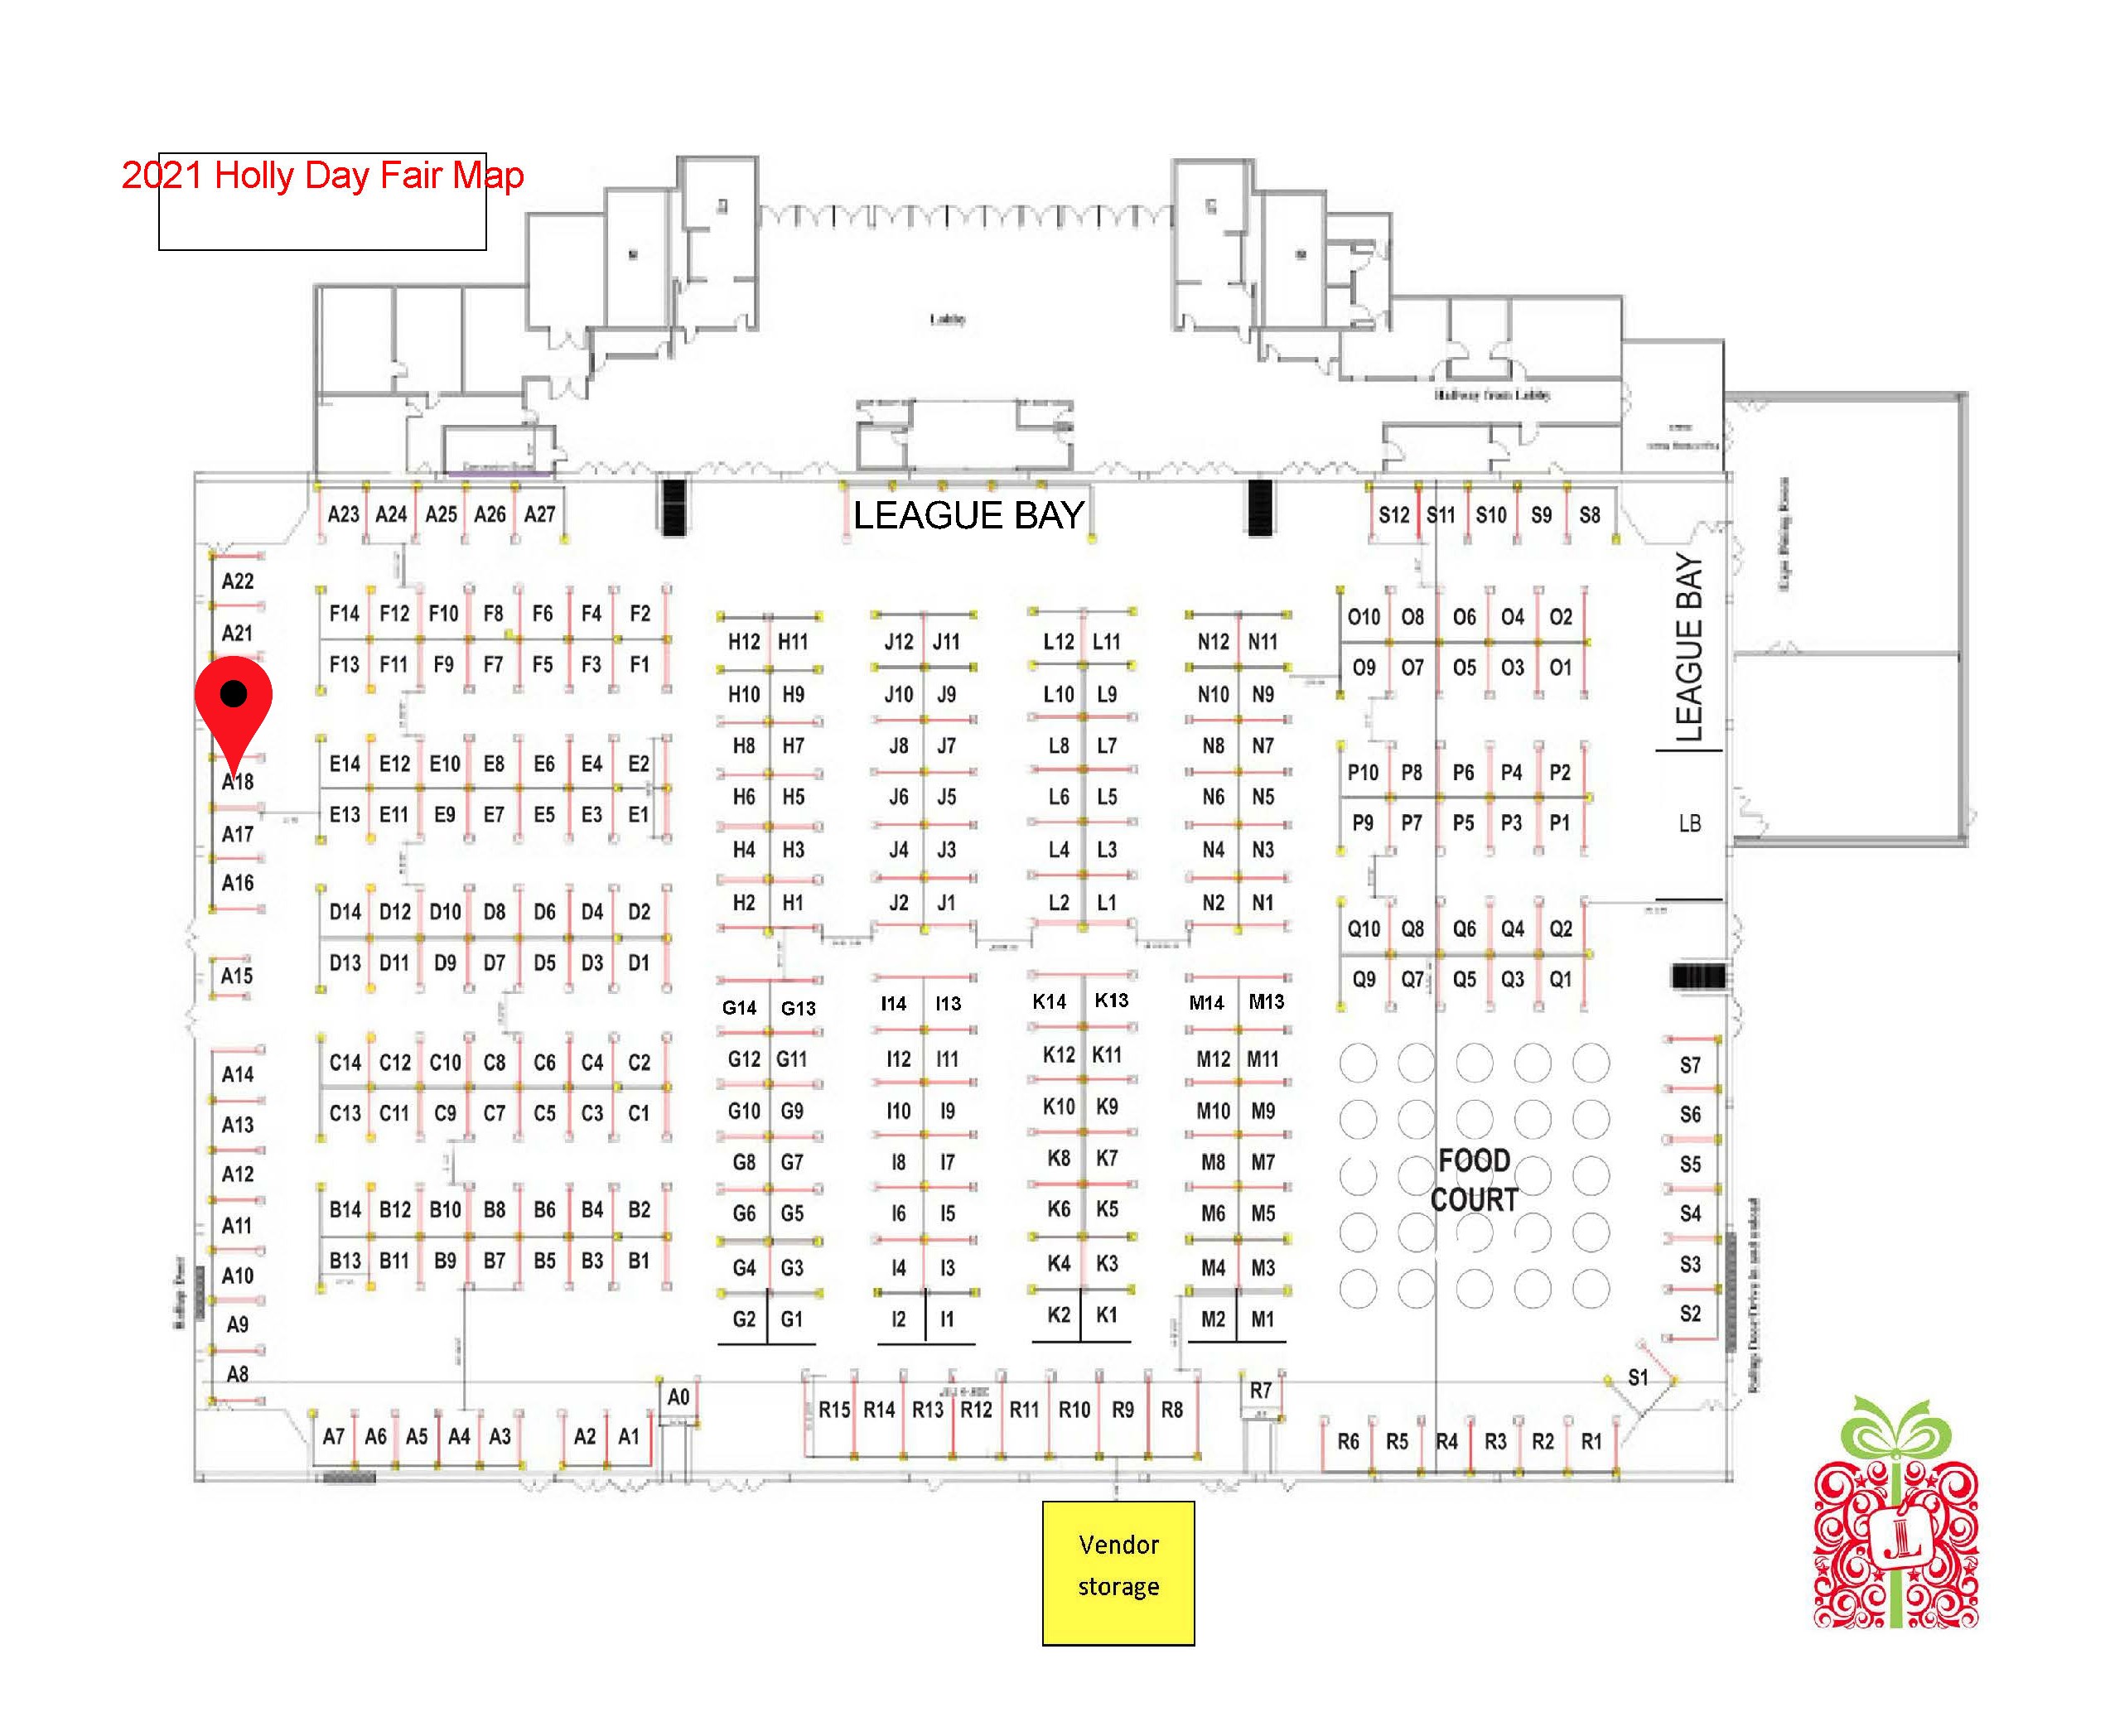 2021 Holly Day Fair Map
Lobby
Hallway from Lobby
LEAGUE BAY
A23 A24 A25 A26 A27
S12 S11 S10 S9 S8
A22
A21
A18
A17
A16
A15
A14
A13
A12
A11
A10
A9
A8
F14 F12 F10 F8 F6 F4 F2
F13 F11 F9 F7 F5 F3 F1
E14 E12 E10 E8 E6 E4 E2
E13 E11 E9 E7 E5 E3 E1
D14 D12 D10 D8 D6 D4 D2
D13 D11 D9 D7 D5 D3 D1
C14 C12 C10 C8 C6 C4 C2
C13 C11 C9 C7 C5 C3 C1
B14 B12 B10 B8 B6 B4 B2
B13 B11 B9 B7 B5 B3 B1
H12 H11
H10 H9
H8 H7
H6 H5
H4 H3
H2 H1
G14 G13
G12 G11
G10 G9
G8 G7
G6 G5
G4 G3
G2 G1
J12 J11
J10 J9
J8 J7
J6 J5
J4 J3
J2 J1
I14 I13
I12 I11
I10 I9
I8 I7
I6 I5
I4 I3
I2 I1
L12 L11
L10 L9
L8 L7
L6 L5
L4 L3
L2 L1
K14 K13
K12 K11
K10 K9
K8 K7
K6 K5
K4 K3
K2 K1
N12 N11
N10 N9
N8 N7
N6 N5
N4 N3
N2 N1
M14 M13
M12 M11
M10 M9
M8 M7
M6 M5
M4 M3
M2 M1
O10 O8 O6 O4 O2
O9 O7 O5 O3 O1
P10 P8 P6 P4 P2
P9 P7 P5 P3 P1
Q10 Q8 Q6 Q4 Q2
Q9 Q7 Q5 Q3 Q1
LEAGUE BAY
LB
FOOD
COURT
S7
S6
S5
S4
S3
S2
S1
A7 A6 A5 A4 A3 A2 A1
A0
R15 R14 R13 R12 R11 R10 R9 R8
R7
R6 R5 R4 R3 R2 R1
Vendor
storage
JL